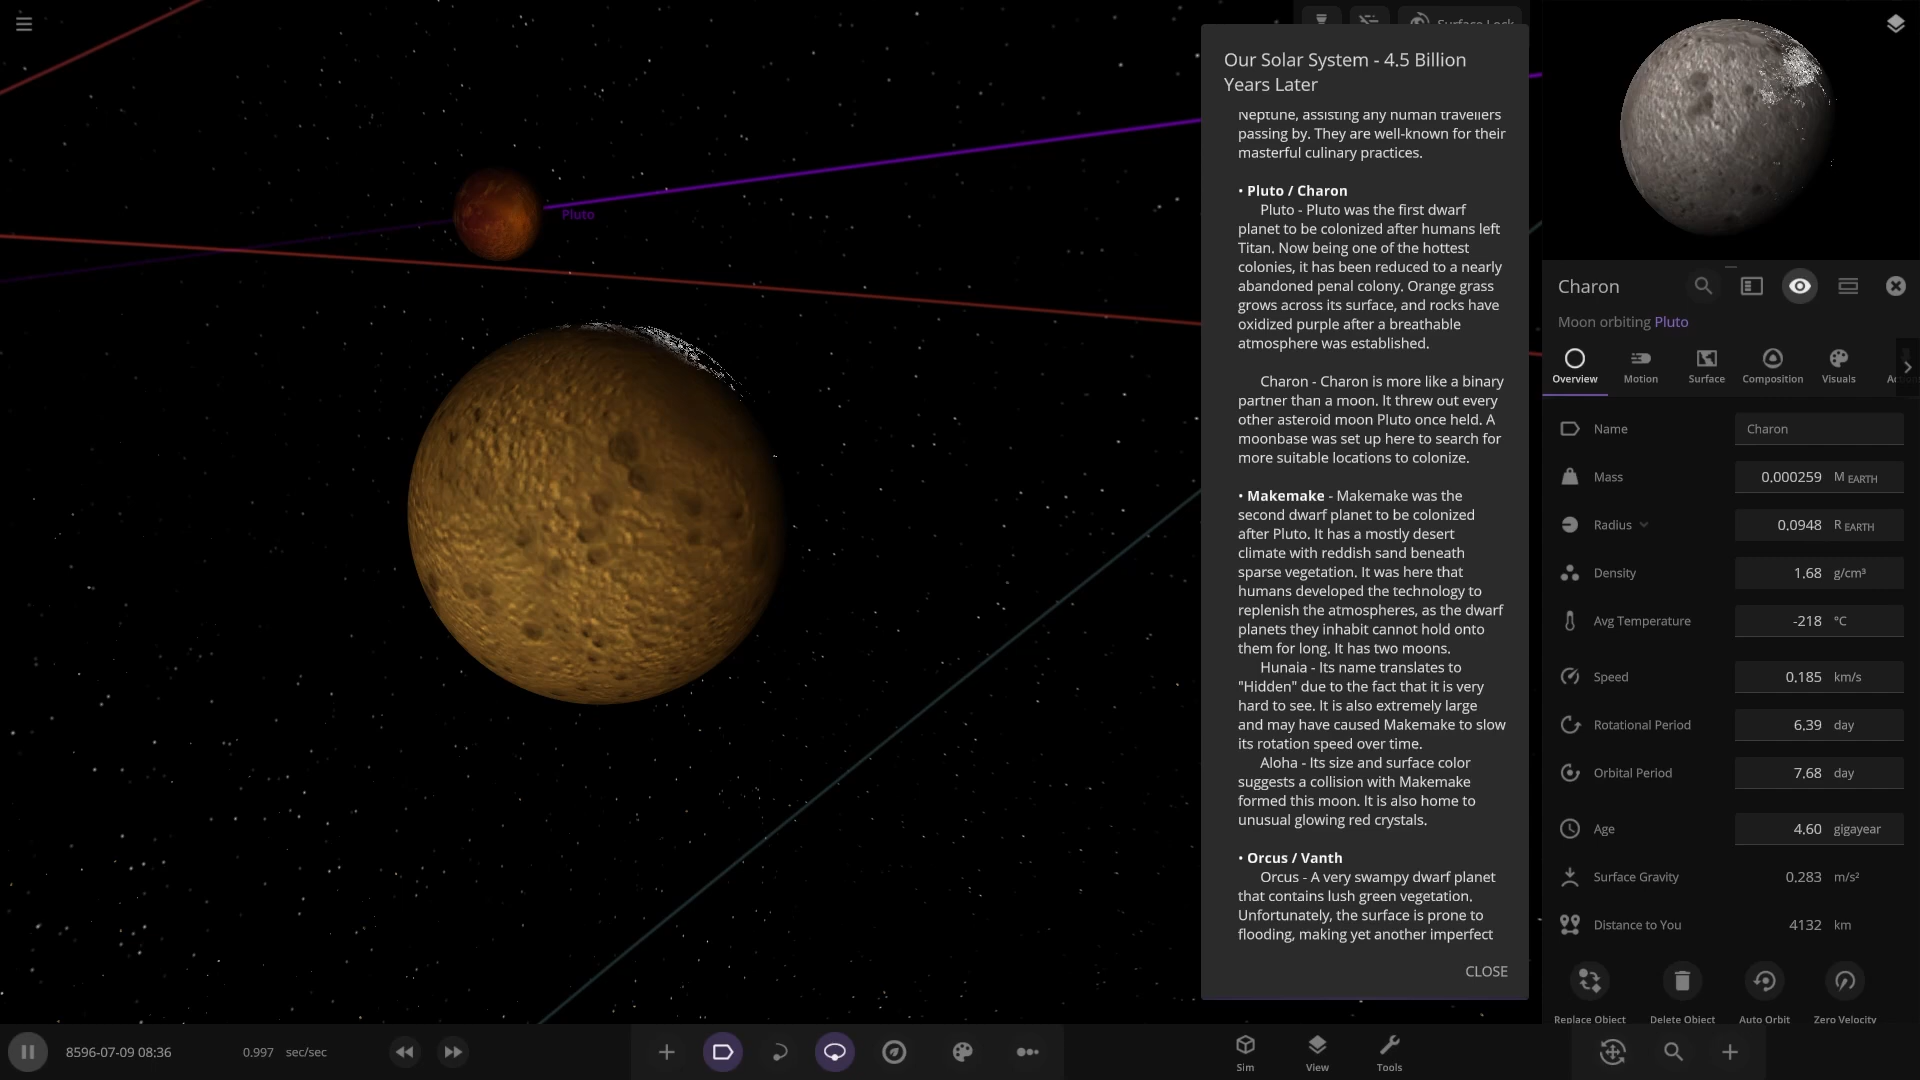 Surface Lock
Our Solar System - 4.5 Billion
Years Later
Neptune, assisting any human travellers
passing by. They are well-known for their
masterful culinary practices.
• Pluto / Charon
Pluto - Pluto was the first dwarf
planet to be colonized after humans left
Titan. Now being one of the hottest
colonies, it has been reduced to a nearly
abandoned penal colony. Orange grass
grows across its surface, and rocks have
oxidized purple after a breathable
atmosphere was established.
Charon - Charon is more like a binary
partner than a moon. It threw out every
other asteroid moon Pluto once held. A
moonbase was set up here to search for
more suitable locations to colonize.
• Makemake - Makemake was the
second dwarf planet to be colonized
after Pluto. It has a mostly desert
climate with reddish sand beneath
sparse vegetation. It was here that
humans developed the technology to
replenish the atmospheres, as the dwarf
planets they inhabit cannot hold onto
them for long. It has two moons.
Hunaia - Its name translates to
"Hidden" due to the fact that it is very
hard to see. It is also extremely large
and may have caused Makemake to slow
its rotation speed over time.
Aloha - Its size and surface color
suggests a collision with Makemake
formed this moon. It is also home to
unusual glowing red crystals.
• Orcus / Vanth
Orcus - A very swampy dwarf planet
that contains lush green vegetation.
Unfortunately, the surface is prone to
flooding, making yet another imperfect
CLOSE
Pluto
Charon
Moon orbiting Pluto
Overview Motion Surface Composition Visuals
Name Charon
Mass 0.000259 M EARTH
Radius 0.0948 R EARTH
Density 1.68 g/cm³
Avg Temperature -218 °C
Speed 0.185 km/s
Rotational Period 6.39 day
Orbital Period 7.68 day
Age 4.60 gigayear
Surface Gravity 0.283 m/s²
Distance to You 4132 km
Replace Object Delete Object Auto Orbit Zero Velocity
8596-07-09 08:36 0.997 sec/sec
Sim View Tools